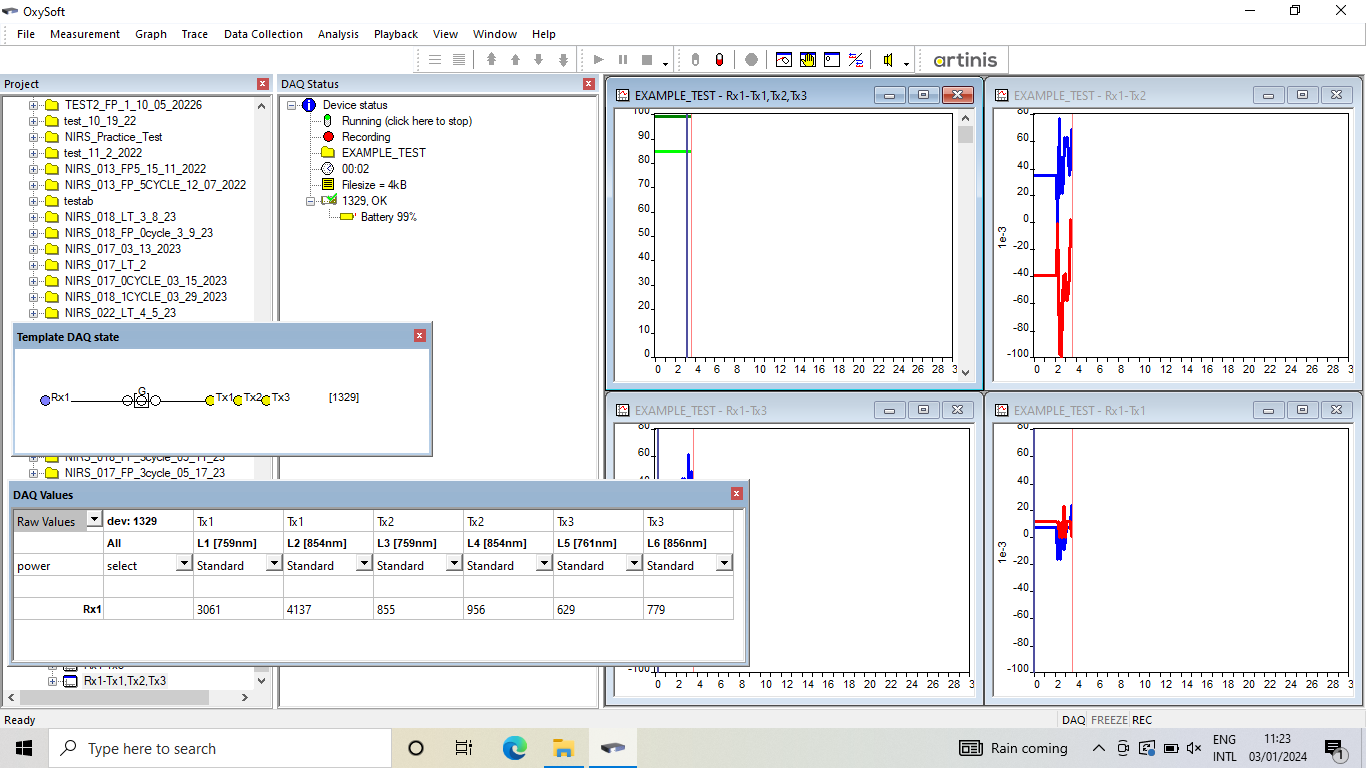 OxySoft
File Measurement Graph Trace Data Collection Analysis Playback View Window Help
artinis
Project
TEST2_FP_1_10_05_20226
test_10_19_22
NIRS_Practice_Test
test_11_2_2022
NIRS_013_FP5_15_11_2022
NIRS_013_FP_5CYCLE_12_07_2022
testab
NIRS_018_LT_3_8_23
NIRS_018_FP_0cycle_3_9_23
NIRS_017_03_13_2023
NIRS_017_LT_2
NIRS_017_0CYCLE_03_15_2023
NIRS_018_1CYCLE_03_29_2023
NIRS_022_LT_4_5_23
DAQ Status
Device status
Running (click here to stop)
Recording
EXAMPLE_TEST
00:02
Filesize = 4kB
1329, OK
Battery 99%
Template DAQ state
G
Rx1 Tx1 Tx2 Tx3 [1329]
NIRS_017_FP_3cycle_05_17_23
DAQ Values
Raw Values dev: 1329 Tx1 Tx1 Tx2 Tx2 Tx3 Tx3
All L1 [759nm] L2 [854nm] L3 [759nm] L4 [854nm] L5 [761nm] L6 [856nm]
power select Standard Standard Standard Standard Standard Standard
Rx1 3061 4137 855 956 629 779
Rx1-Tx1,Tx2,Tx3
EXAMPLE_TEST - Rx1-Tx1,Tx2,Tx3
100
90
80
70
60
50
40
30
20
10
0
0 2 4 6 8 10 12 14 16 18 20 22 24 26 28 3
EXAMPLE_TEST - Rx1-Tx2
80
60
40
20
0
-20
-40
-60
-80
-100
1e-3
0 2 4 6 8 10 12 14 16 18 20 22 24 26 28 3
EXAMPLE_TEST - Rx1-Tx3
80
60
40
-100
0 2 4 6 8 10 12 14 16 18 20 22 24 26 28 3
EXAMPLE_TEST - Rx1-Tx1
80
60
40
20
0
-20
-40
-60
-80
-100
1e-3
0 2 4 6 8 10 12 14 16 18 20 22 24 26 28 3
Ready
DAQ FREEZE REC
Type here to search
Rain coming
ENG
INTL
11:23
03/01/2024
1